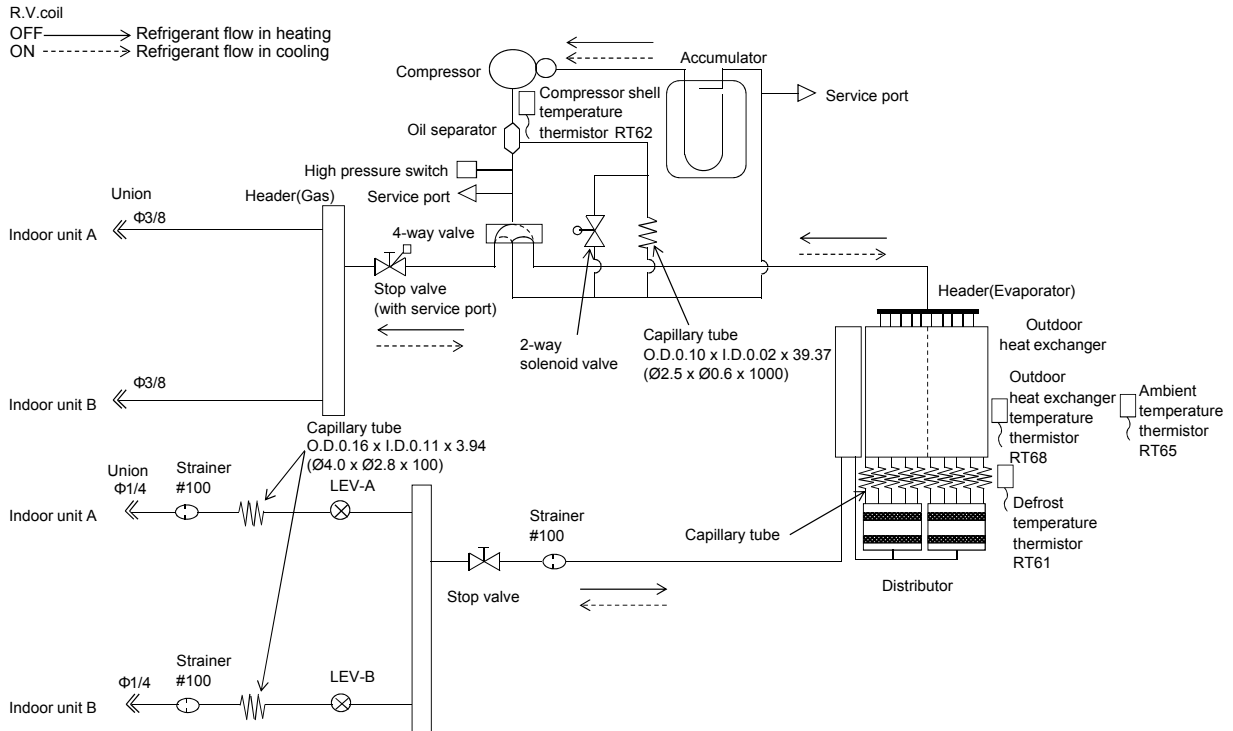 R.V.coil
OFF Refrigerant flow in heating
ON Refrigerant flow in cooling
Compressor
Accumulator
Service port
Compressor shell
temperature
thermistor RT62
Oil separator
High pressure switch
Service port
Union
Header(Gas)
Φ3/8
Indoor unit A
4-way valve
Stop valve
(with service port)
2-way
solenoid valve
Capillary tube
O.D.0.10 x I.D.0.02 x 39.37
(Ø2.5 x Ø0.6 x 1000)
Header(Evaporator)
Outdoor
heat exchanger
Outdoor
heat exchanger
temperature
thermistor
RT68
Ambient
temperature
thermistor
RT65
Φ3/8
Indoor unit B
Capillary tube
O.D.0.16 x I.D.0.11 x 3.94
(Ø4.0 x Ø2.8 x 100)
Union
Φ1/4
Strainer
#100
LEV-A
Indoor unit A
Strainer
#100
Stop valve
Capillary tube
Defrost
temperature
thermistor
RT61
Distributor
Φ1/4
Strainer
#100
LEV-B
Indoor unit B